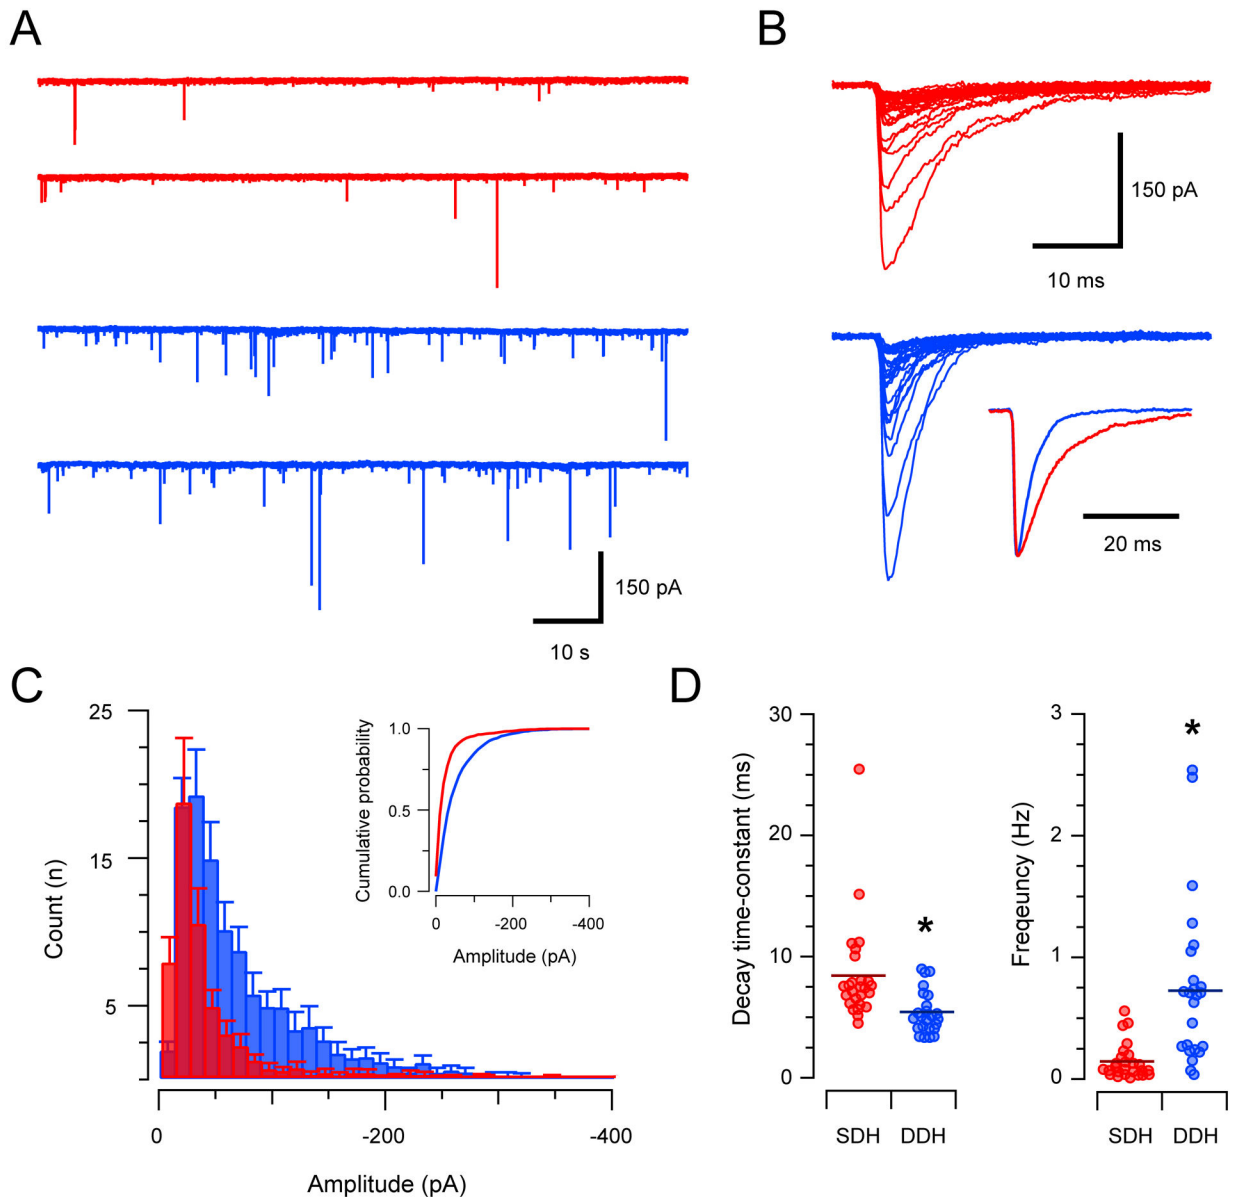 A
B
150 pA
10 ms
20 ms
150 pA
10 s
C
D
25
15
5
Count (n)
0
-200
-400
Amplitude (pA)
1.0
0.5
0.0
Cumulative probability
0
-200
-400
Amplitude (pA)
30
20
10
0
Decay time-constant (ms)
*
SDH
DDH
3
2
1
0
Freqeuncy (Hz)
*
SDH
DDH